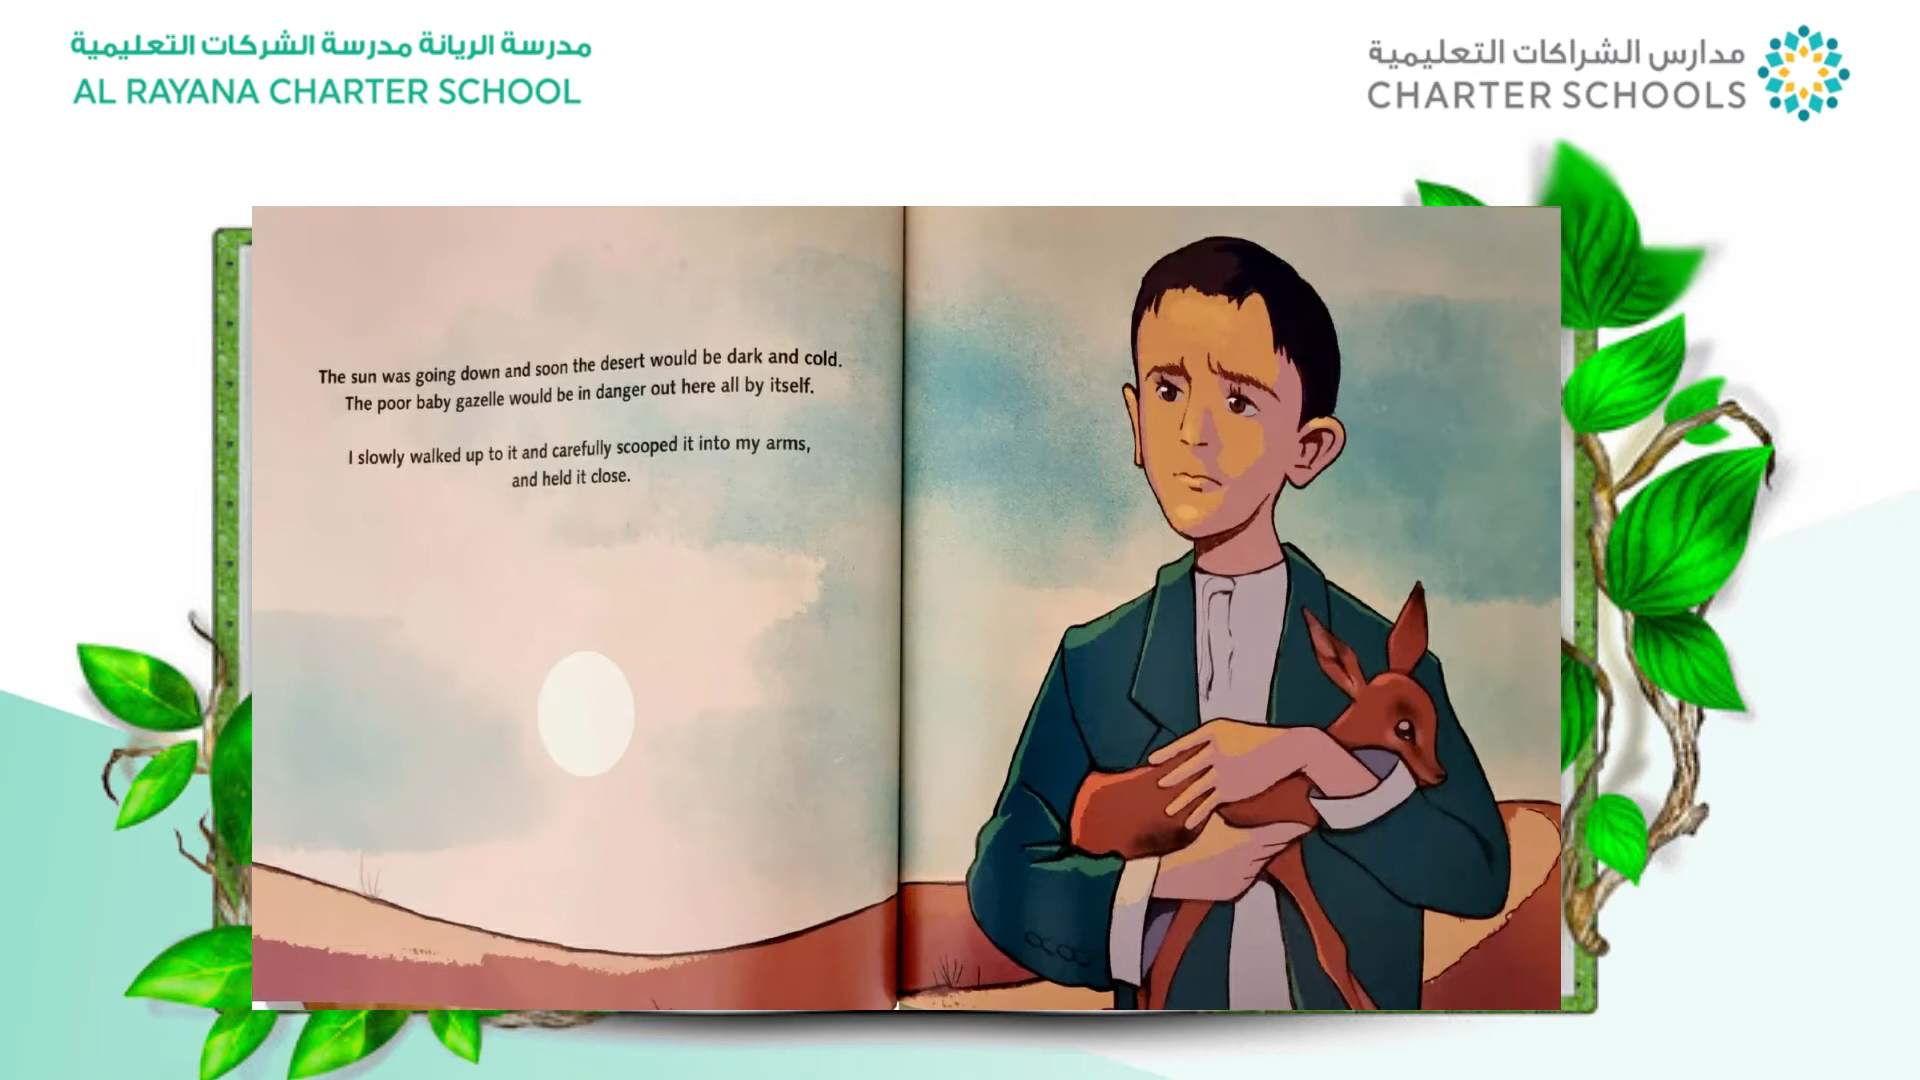 مدرسة الريانة مدرسة الشركات التعليمية
AL RAYANA CHARTER SCHOOL
مدارس الشراكات التعليمية
CHARTER SCHOOLS
The sun was going down and soon the desert would be dark and cold.
The poor baby gazelle would be in danger out here all by itself.
I slowly walked up to it and carefully scooped it into my arms,
and held it close.